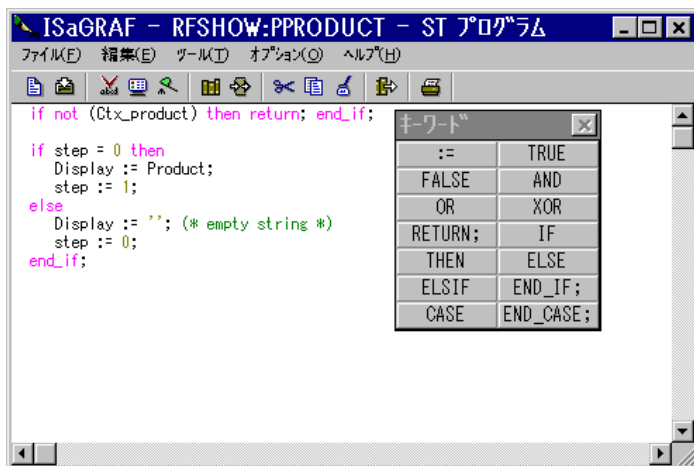 ISaGRAF - RFSHOW:PPRODUCT - ST プログラム
ファイル(F) 編集(E) ツール(T) オプション(O) ヘルプ(H)
if not (Ctx_product) then return; end_if;
if step = 0 then
Display := Product;
step := 1;
else
Display := ''; (* empty string *)
step := 0;
end_if;
キーワード
:= TRUE
FALSE AND
OR XOR
RETURN; IF
THEN ELSE
ELSIF END_IF;
CASE END_CASE;